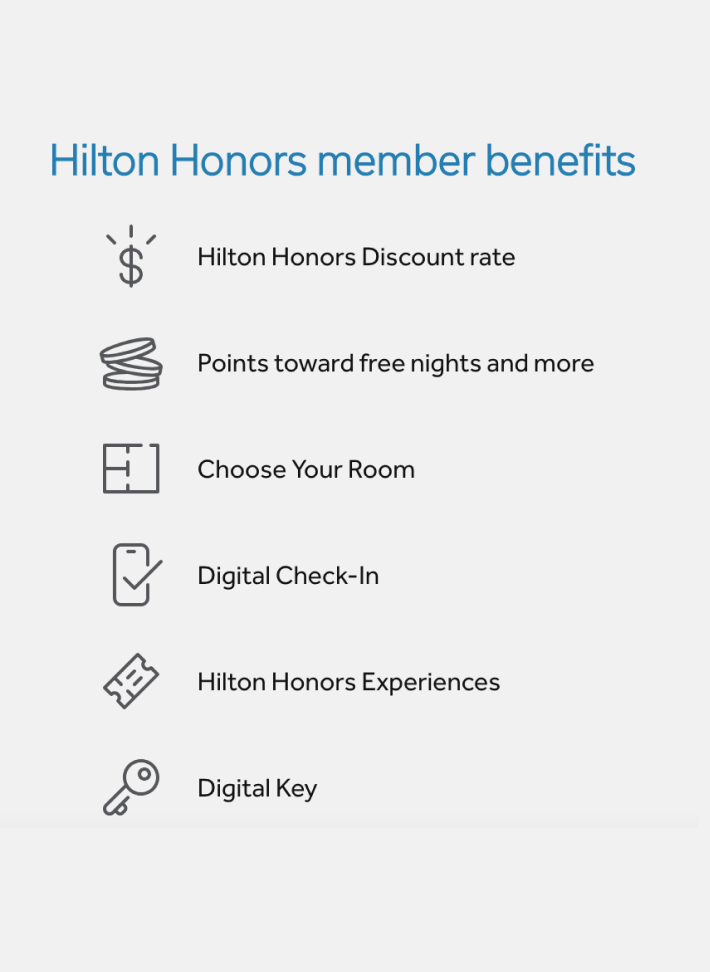 Hilton Honors member benefits
Hilton Honors Discount rate
Points toward free nights and more
Choose Your Room
Digital Check-In
Hilton Honors Experiences
Digital Key